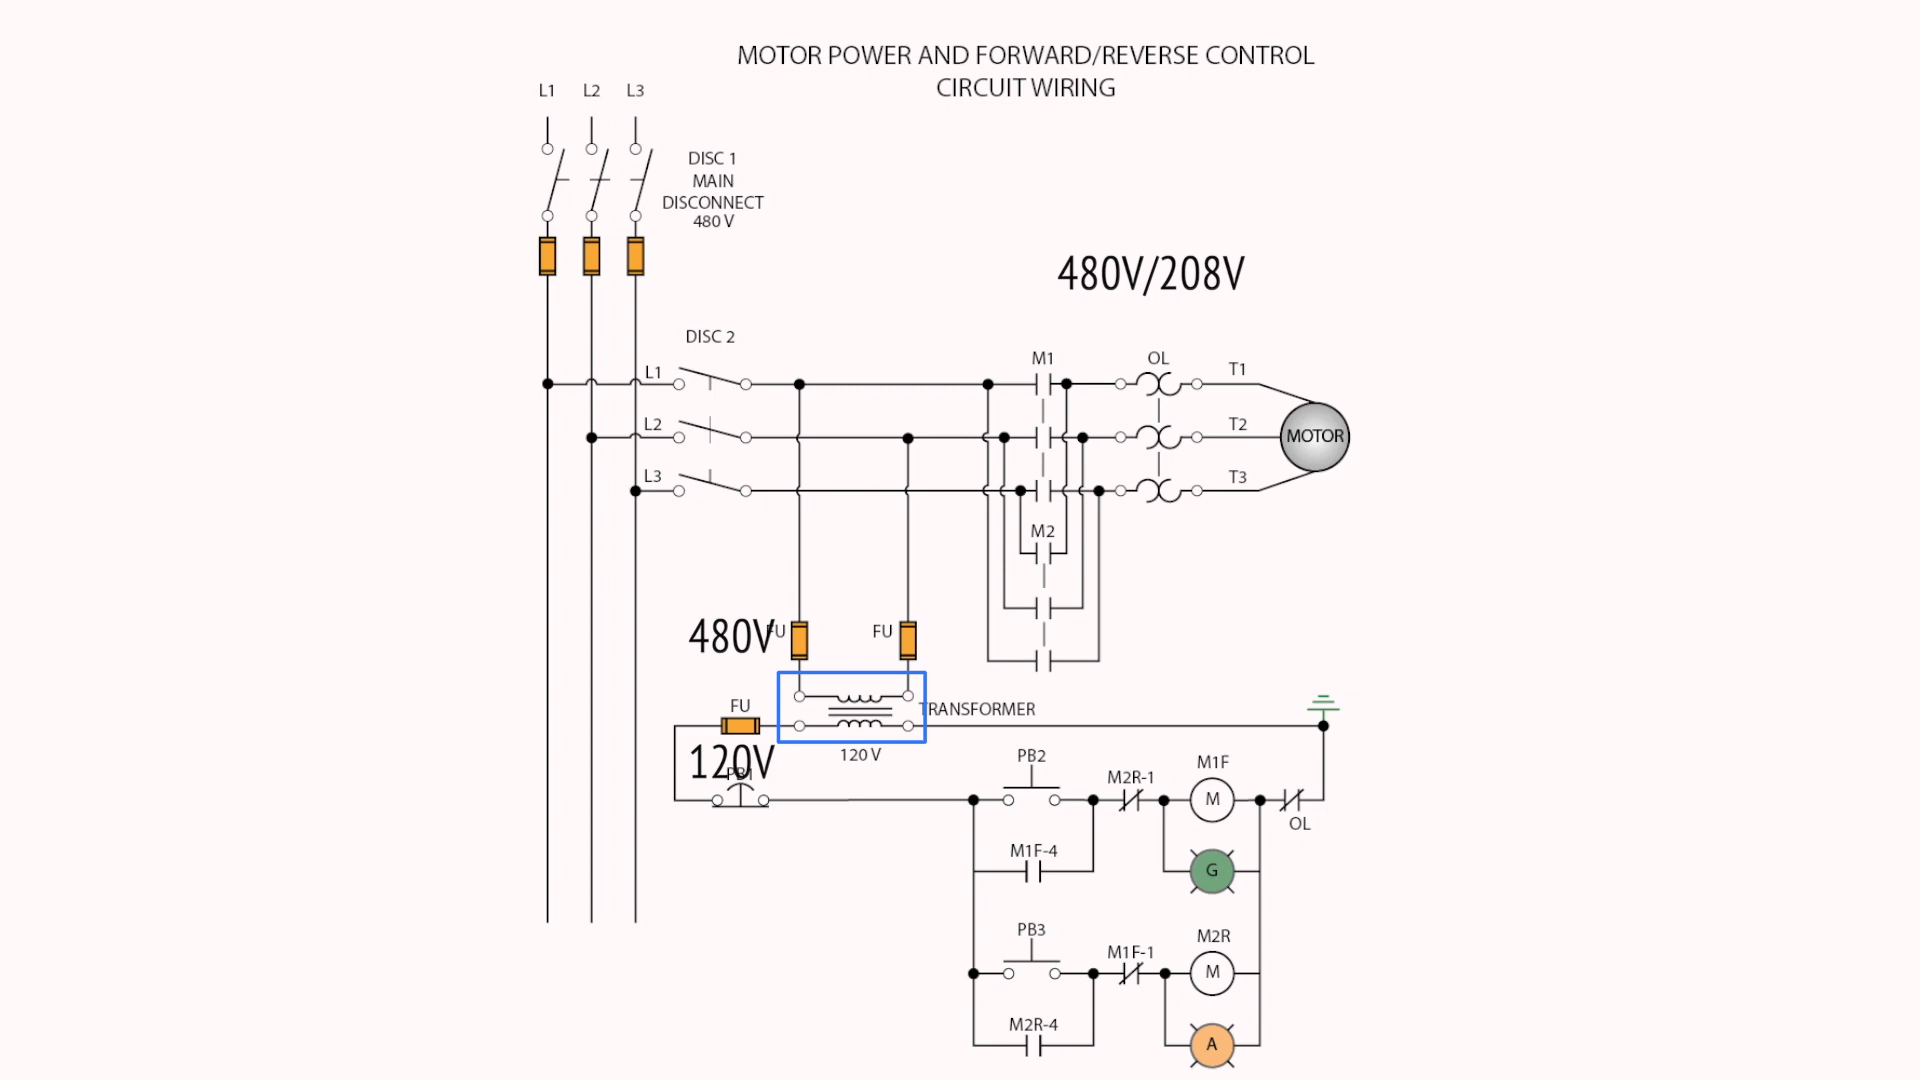 MOTOR POWER AND FORWARD/REVERSE CONTROL
CIRCUIT WIRING
L1 L2 L3
DISC 1
MAIN
DISCONNECT
480 V
480V/208V
DISC 2
L1
M1
OL
T1
L2
T2
MOTOR
L3
T3
M2
480V
FU
FU
FU
TRANSFORMER
120 V
120V
PB1
PB2
M2R-1
M1F
M
OL
M1F-4
G
PB3
M1F-1
M2R
M
M2R-4
A